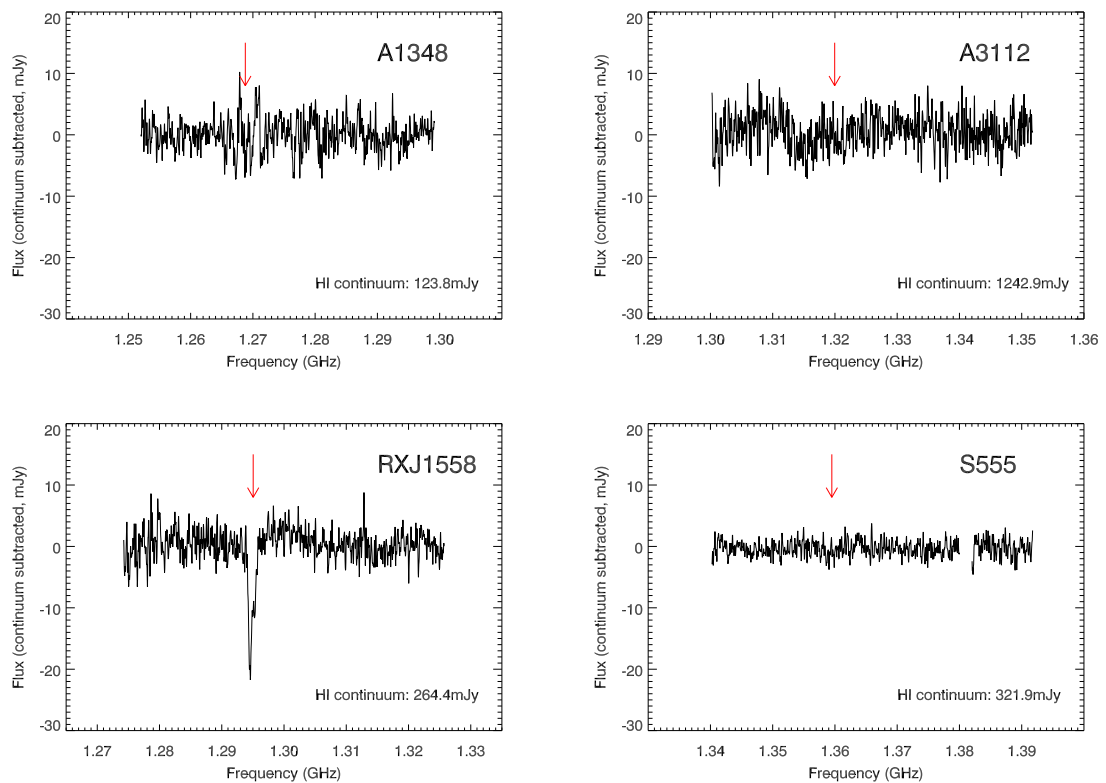 A1348
20
10
0
-10
-20
-30
Flux (continuum subtracted, mJy)
HI continuum: 123.8mJy
1.25 1.26 1.27 1.28 1.29 1.30
Frequency (GHz)
A3112
20
10
0
-10
-20
-30
Flux (continuum subtracted, mJy)
HI continuum: 1242.9mJy
1.29 1.30 1.31 1.32 1.33 1.34 1.35 1.36
Frequency (GHz)
RXJ1558
20
10
0
-10
-20
-30
Flux (continuum subtracted, mJy)
HI continuum: 264.4mJy
1.27 1.28 1.29 1.30 1.31 1.32 1.33
Frequency (GHz)
S555
20
10
0
-10
-20
-30
Flux (continuum subtracted, mJy)
HI continuum: 321.9mJy
1.34 1.35 1.36 1.37 1.38 1.39
Frequency (GHz)